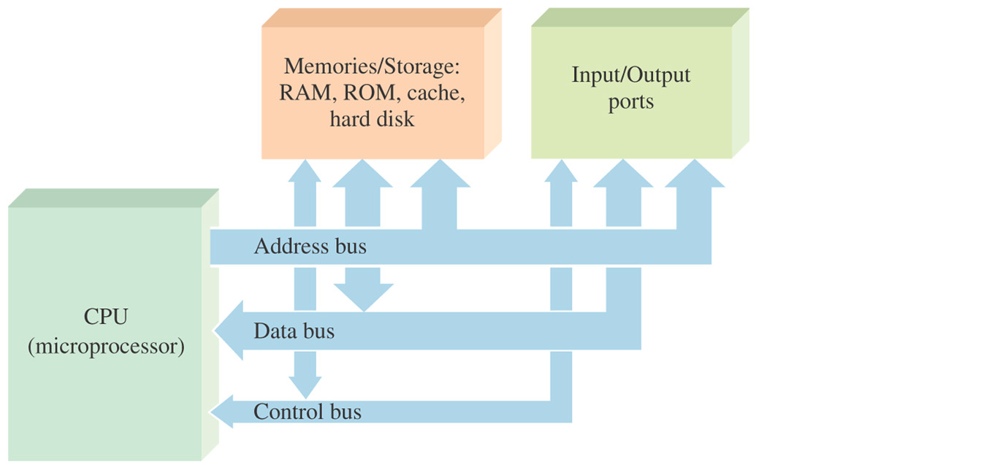 Memories/Storage:
RAM, ROM, cache,
hard disk
Input/Output
ports
Address bus
CPU
(microprocessor)
Data bus
Control bus